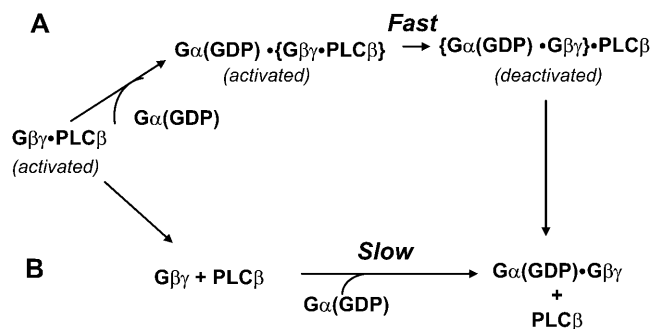 A
Fast
Gα(GDP) •{Gβγ•PLCβ}
{Gα(GDP) •Gβγ}•PLCβ
(activated)
(deactivated)
Gα(GDP)
Gβγ•PLCβ
(activated)
B
Slow
Gβγ + PLCβ
Gα(GDP)•Gβγ
Gα(GDP)
+
PLCβ